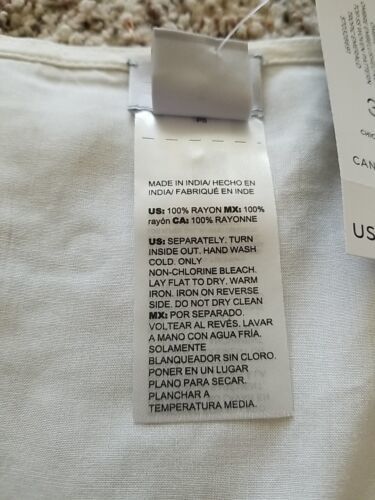 MADE IN INDIA/ HECHO EN
INDIA/ FABRIQUÉ EN INDE
US: 100% RAYON MX: 100%
rayón CA: 100% RAYONNE
US: SEPARATELY. TURN
INSIDE OUT. HAND WASH
COLD. ONLY
NON-CHLORINE BLEACH.
LAY FLAT TO DRY. WARM
IRON. IRON ON REVERSE
SIDE. DO NOT DRY CLEAN
MX: POR SEPARADO.
VOLTEAR AL REVÉS, LAVAR
A MANO CON AGUA FRÍA.
SOLAMENTE
BLANQUEADOR SIN CLORO.
PONER EN UN LUGAR
PLANO PARA SECAR.
PLANCHAR A
TEMPERATURA MEDIA.
CHIC
CAN
US